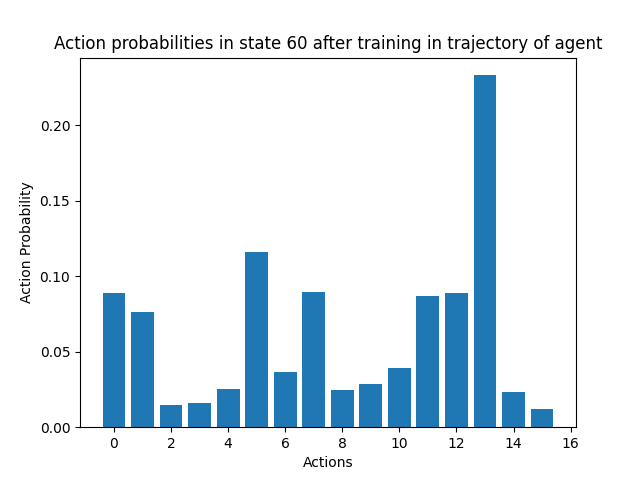 Action probabilities in state 60 after training in trajectory of agent
Action Probability
0.20
0.15
0.10
0.05
0.00
0 2 4 6 8 10 12 14 16
Actions